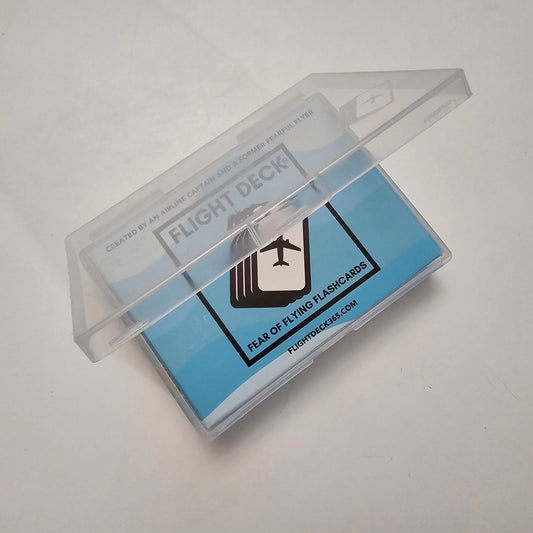 CREATED BY AN AIRLINE CAPTAIN AND A FORMER FEARFUL FLYER
FLIGHT DECK®
FEAR OF FLYING FLASHCARDS
FLIGHTDECK365.COM